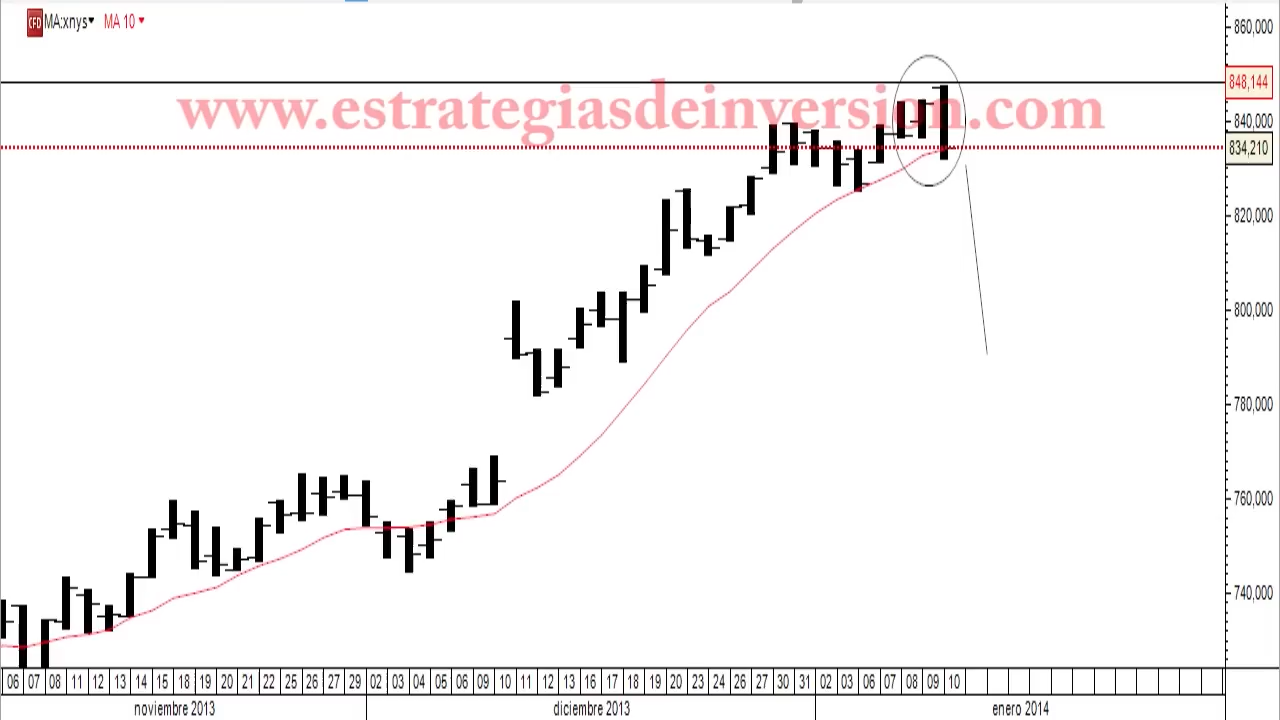 CFD MA:xnys MA 10
860,000
848,144
www.estrategiasdeinversion.com
840,000
834,210
820,000
800,000
780,000
760,000
740,000
06 07 08 11 12 13 14 15 18 19 20 21 22 25 26 27 29 02 03 04 05 06 09 10 11 12 13 16 17 18 19 20 23 24 26 27 30 31 02 03 06 07 08 09 10
noviembre 2013 diciembre 2013 enero 2014